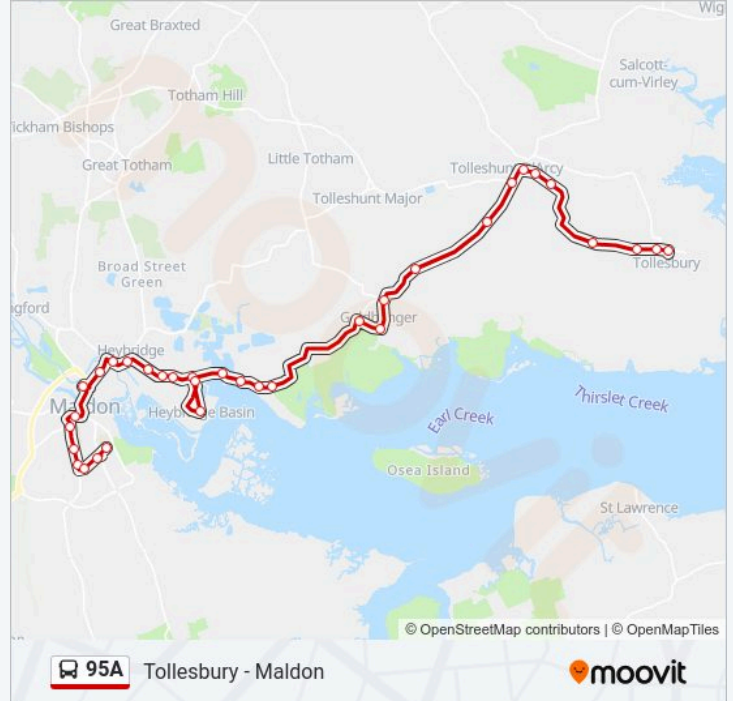 Wig
Great Braxted
Salcott-
cum-Virley
Totham Hill
ickham Bishops
Little Totham
Great Totham
Tolleshunt Major
Broad Street
Green
Tollesbury
gford
Heybridge
Maldon
Thirslet Creek
Earl Creek
Osea Island
St Lawrence
© OpenStreetMap contributors | © OpenMapTiles
95A
Tollesbury - Maldon
moovit